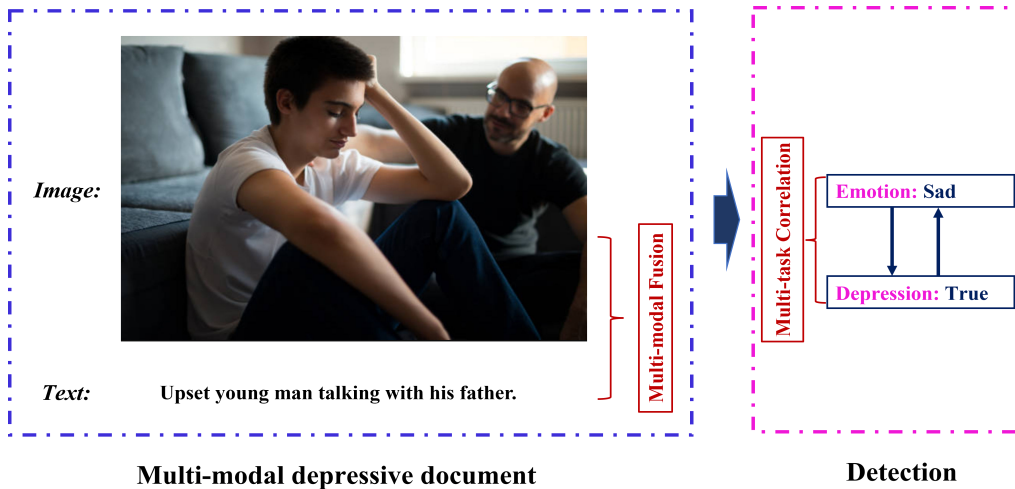 Image:
Text:
Upset young man talking with his father.
Multi-modal Fusion
Multi-modal depressive document
Multi-task Correlation
Emotion: Sad
Depression: True
Detection